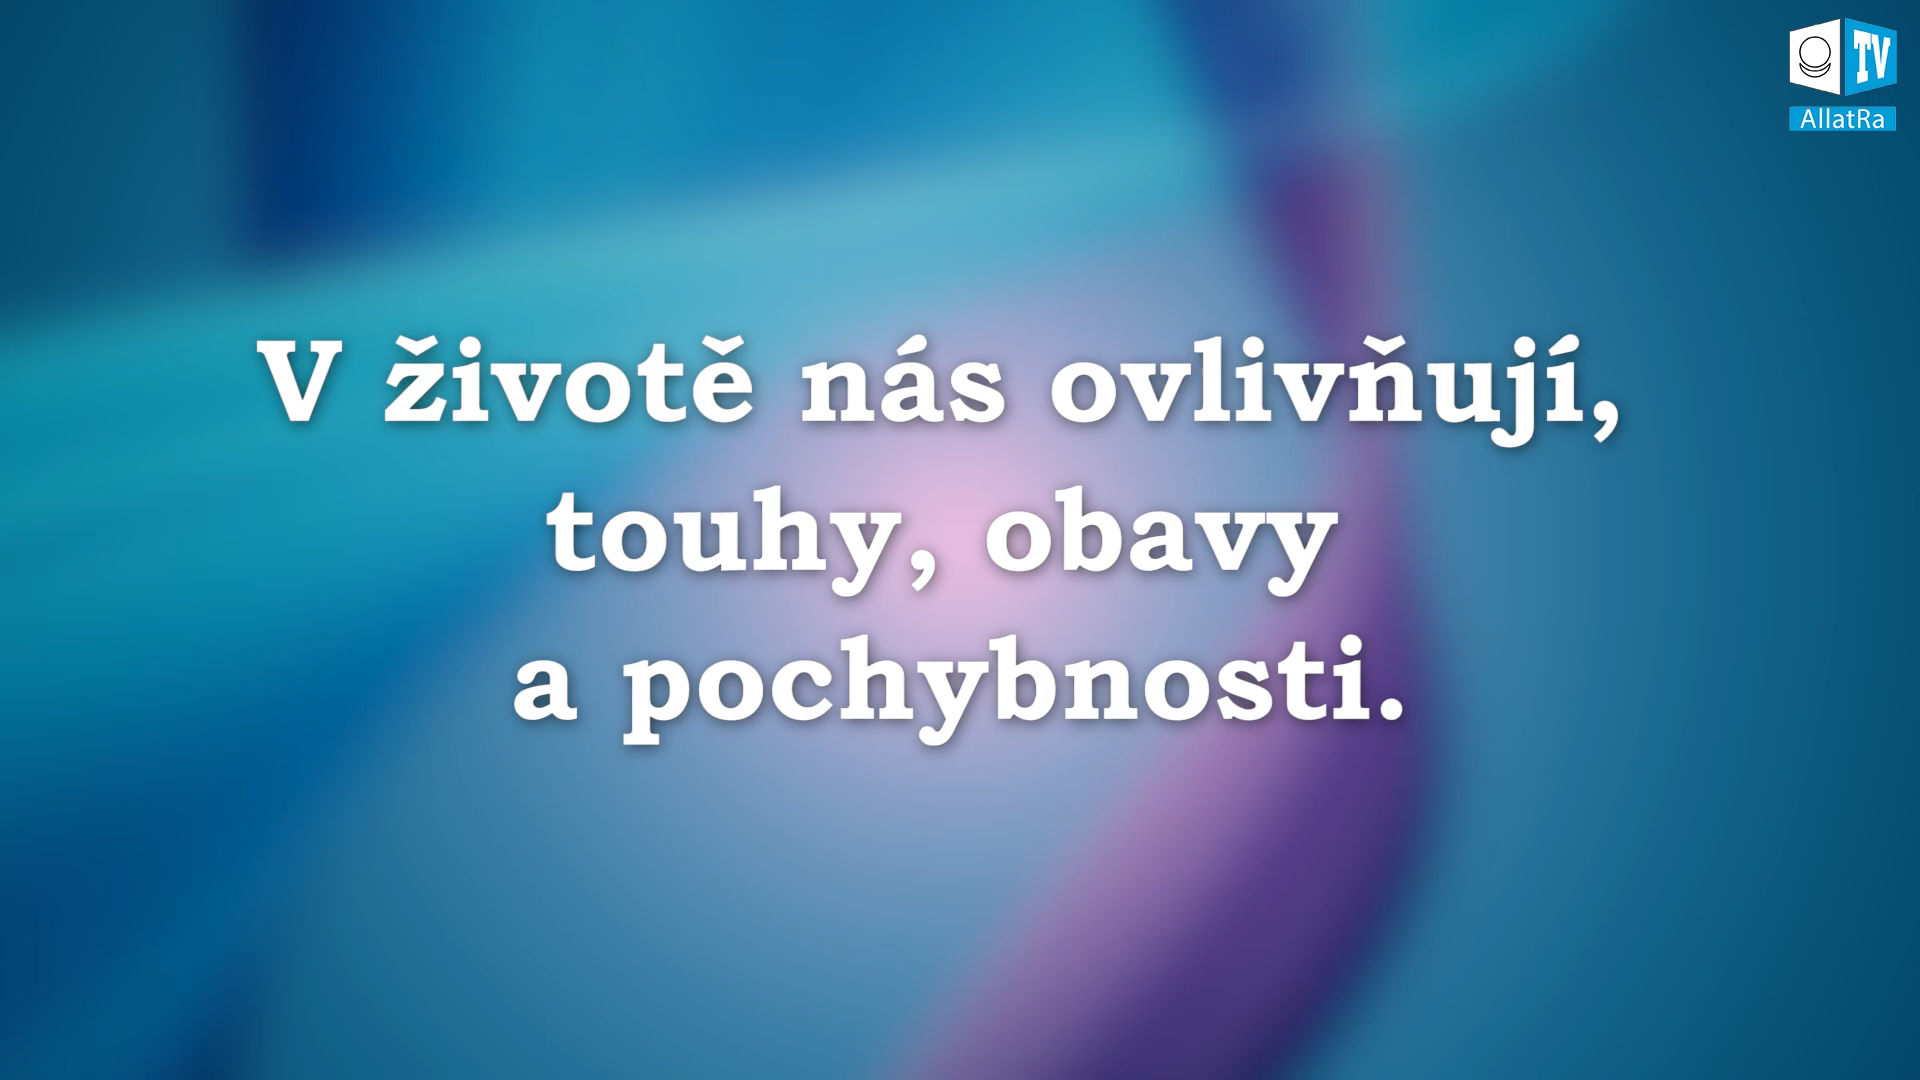 TV
AllatRa
V životě nás ovlivňují,
touhy, obavy
a pochybnosti.